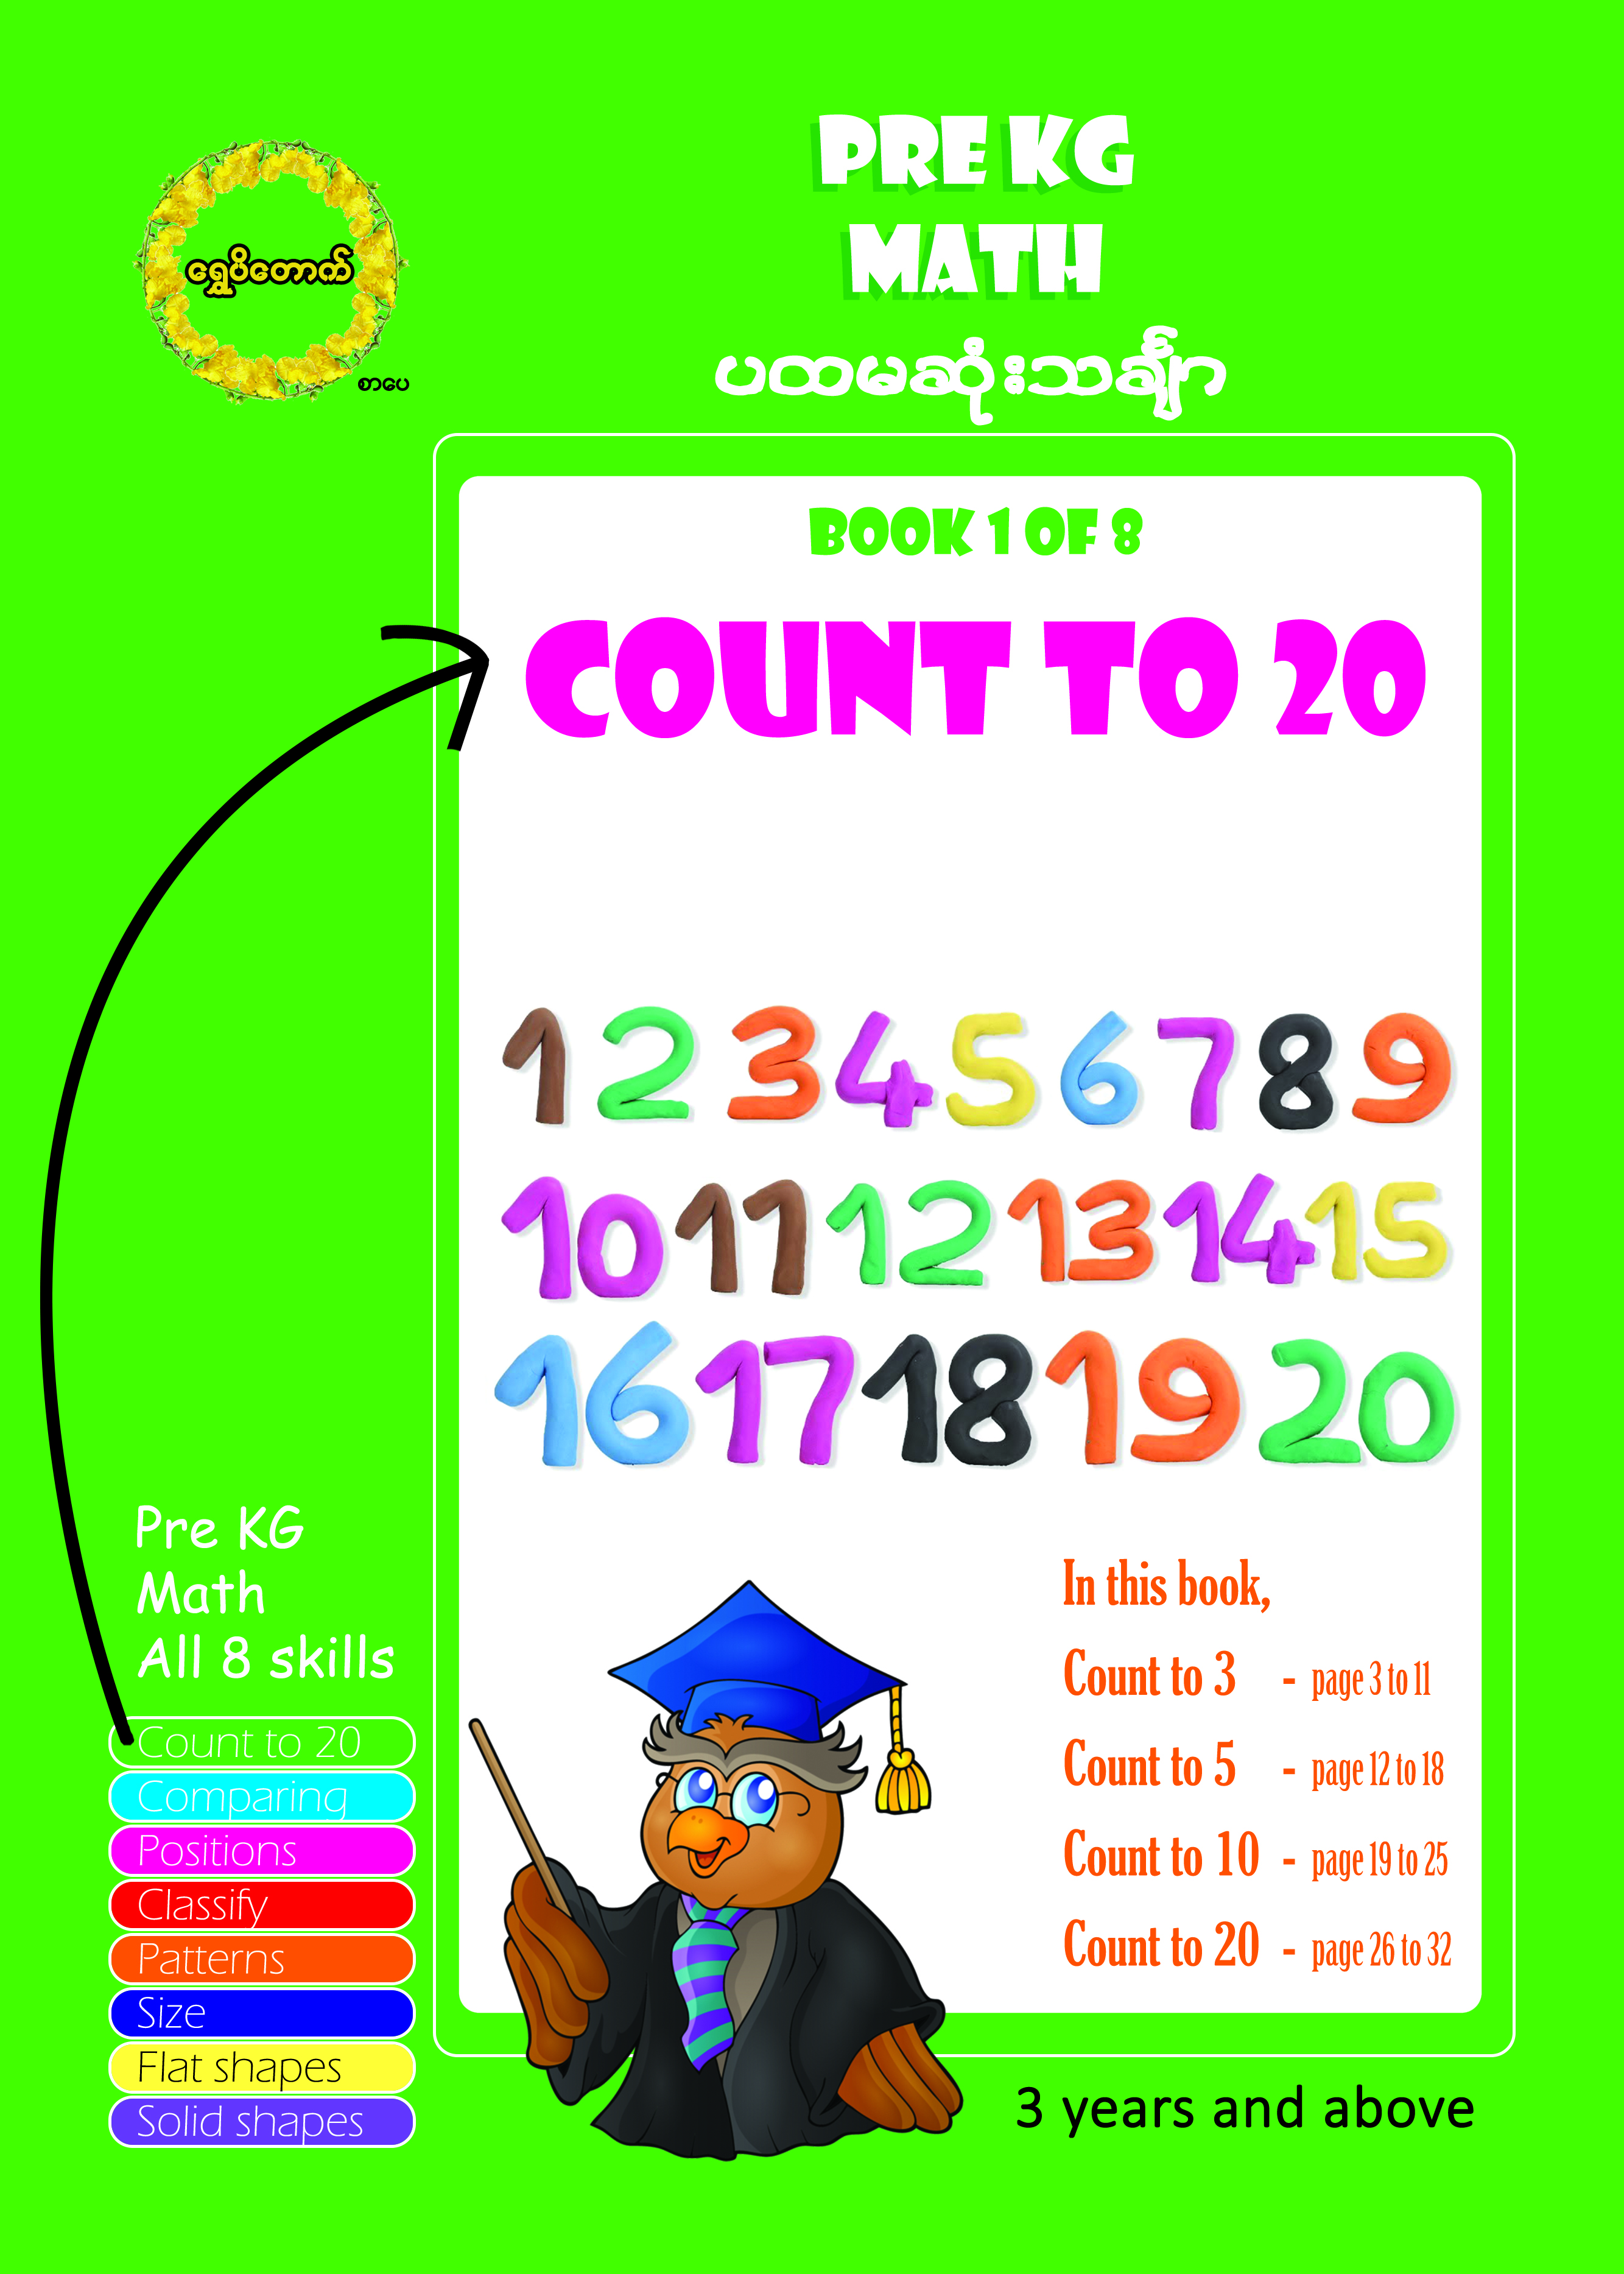 ရွှေပိတောက်
စာပေ
PRE KG
MATH
ပထမဆုံးသင်္ချာ
BOOK 1 OF 8
COUNT TO 20
1 2 3 4 5 6 7 8 9
10 11 12 13 14 15
16 17 18 19 20
Pre KG
Math
All 8 skills
Count to 20
Comparing
Positions
Classify
Patterns
Size
Flat shapes
Solid shapes
In this book,
Count to 3 - page 3 to 11
Count to 5 - page 12 to 18
Count to 10 - page 19 to 25
Count to 20 - page 26 to 32
3 years and above